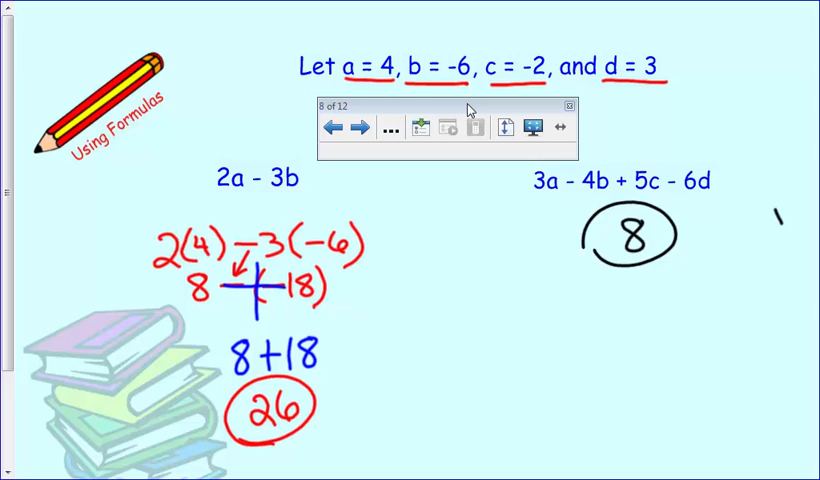 Let a = 4, b = -6, c = -2, and d = 3
8 of 12
...
Using Formulas
2a - 3b
3a - 4b + 5c - 6d
2(4) - 3(-6)
8
8 - (-18)
8 + 18
26